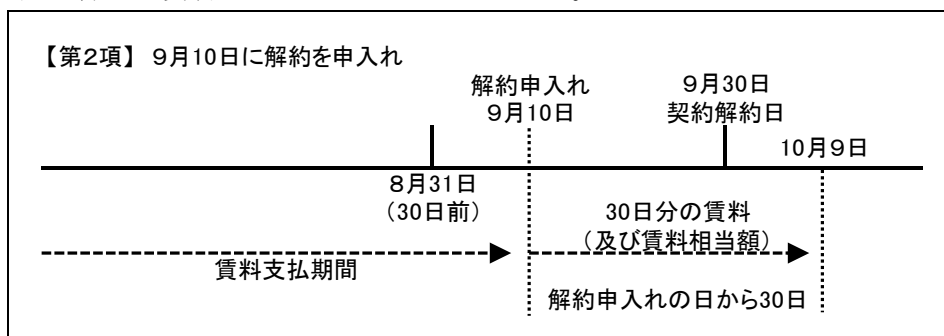 【第2項】 9月10日に解約を申入れ
解約申入れ
9月10日
9月30日
契約解約日
10月9日
8月31日
(30日前)
30日分の賃料
(及び賃料相当額)
賃料支払期間
解約申入れの日から30日